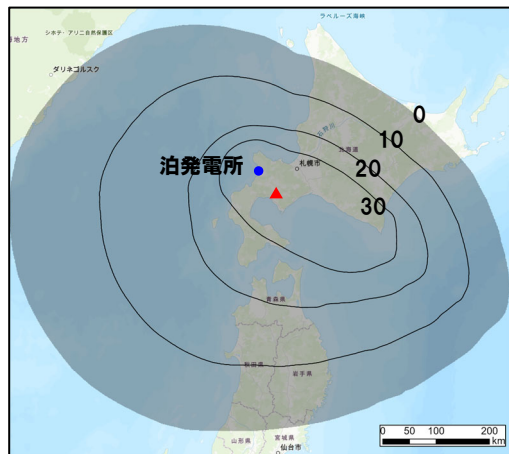 ラペルーズ海峡
シホテ・アリニ自然保護区
ダリネゴルスク
0
10
北海道
20
泊発電所
札幌市
30
青森県
秋田県
岩手県
山形県
宮城県
仙台市
0 50 100 200
km